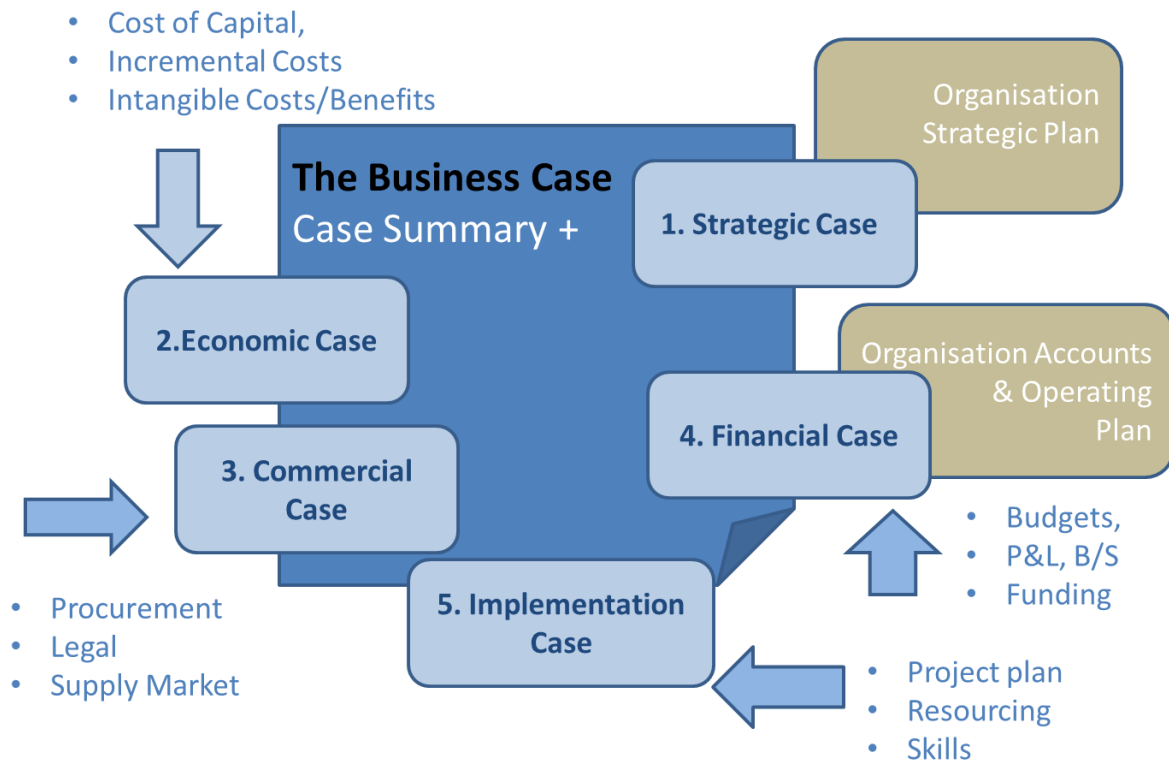 • Cost of Capital,
• Incremental Costs
• Intangible Costs/Benefits
Organisation
Strategic Plan
The Business Case
Case Summary +
1. Strategic Case
2.Economic Case
Organisation Accounts
& Operating
Plan
4. Financial Case
3. Commercial
Case
• Budgets,
• P&L, B/S
• Funding
5. Implementation
Case
• Procurement
• Legal
• Supply Market
• Project plan
• Resourcing
• Skills